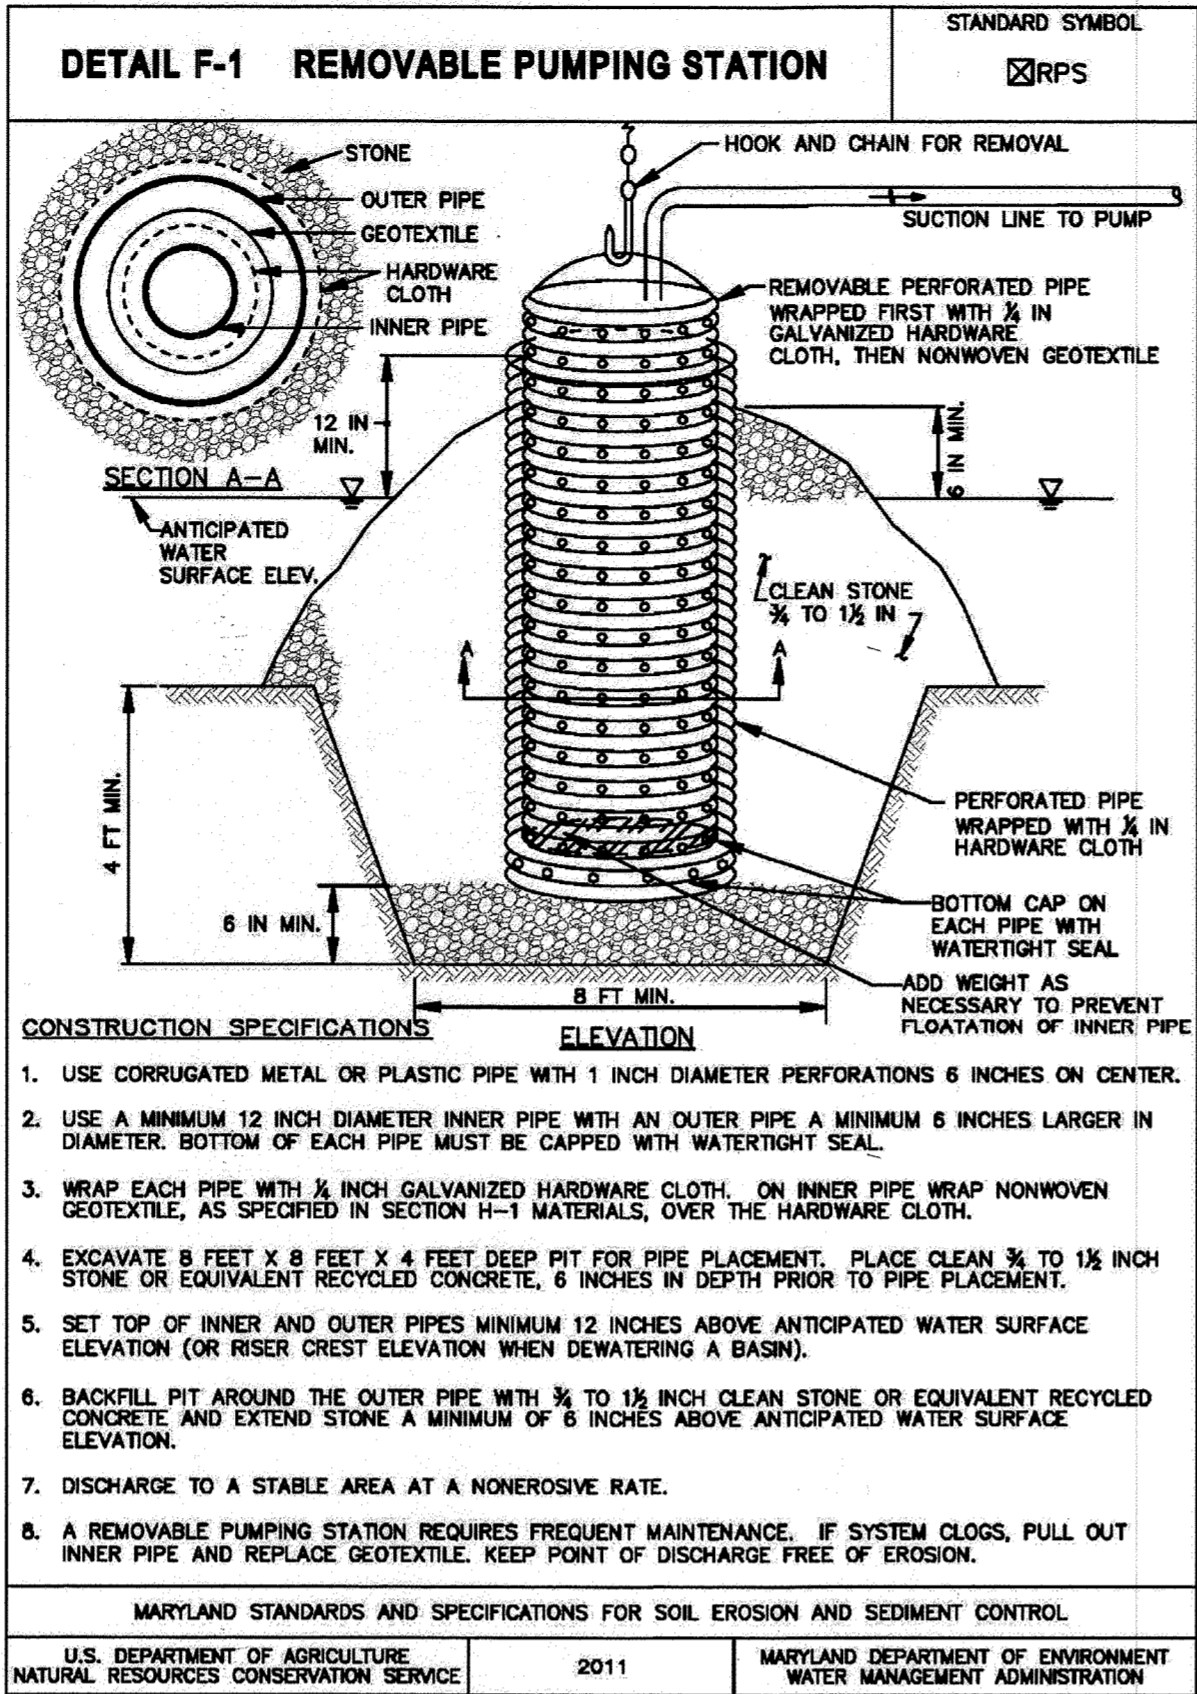 DETAIL F-1 REMOVABLE PUMPING STATION
STANDARD SYMBOL
RPS
STONE
OUTER PIPE
GEOTEXTILE
HARDWARE
CLOTH
INNER PIPE
SECTION A-A
HOOK AND CHAIN FOR REMOVAL
SUCTION LINE TO PUMP
REMOVABLE PERFORATED PIPE
WRAPPED FIRST WITH ¼ IN
GALVANIZED HARDWARE
CLOTH, THEN NONWOVEN GEOTEXTILE
12 IN
MIN.
6 IN MIN.
ANTICIPATED
WATER
SURFACE ELEV.
CLEAN STONE
¾ TO 1½ IN
A
A
4 FT MIN.
PERFORATED PIPE
WRAPPED WITH ¼ IN
HARDWARE CLOTH
6 IN MIN.
BOTTOM CAP ON
EACH PIPE WITH
WATERTIGHT SEAL
8 FT MIN.
ADD WEIGHT AS
NECESSARY TO PREVENT
FLOATATION OF INNER PIPE
ELEVATION
CONSTRUCTION SPECIFICATIONS
1. USE CORRUGATED METAL OR PLASTIC PIPE WITH 1 INCH DIAMETER PERFORATIONS 6 INCHES ON CENTER.
2. USE A MINIMUM 12 INCH DIAMETER INNER PIPE WITH AN OUTER PIPE A MINIMUM 6 INCHES LARGER IN
DIAMETER. BOTTOM OF EACH PIPE MUST BE CAPPED WITH WATERTIGHT SEAL.
3. WRAP EACH PIPE WITH ¼ INCH GALVANIZED HARDWARE CLOTH. ON INNER PIPE WRAP NONWOVEN
GEOTEXTILE, AS SPECIFIED IN SECTION H-1 MATERIALS, OVER THE HARDWARE CLOTH.
4. EXCAVATE 8 FEET X 8 FEET X 4 FEET DEEP PIT FOR PIPE PLACEMENT. PLACE CLEAN ¾ TO 1½ INCH
STONE OR EQUIVALENT RECYCLED CONCRETE, 6 INCHES IN DEPTH PRIOR TO PIPE PLACEMENT.
5. SET TOP OF INNER AND OUTER PIPES MINIMUM 12 INCHES ABOVE ANTICIPATED WATER SURFACE
ELEVATION (OR RISER CREST ELEVATION WHEN DEWATERING A BASIN).
6. BACKFILL PIT AROUND THE OUTER PIPE WITH ¾ TO 1½ INCH CLEAN STONE OR EQUIVALENT RECYCLED
CONCRETE AND EXTEND STONE A MINIMUM OF 6 INCHES ABOVE ANTICIPATED WATER SURFACE
ELEVATION.
7. DISCHARGE TO A STABLE AREA AT A NONEROSIVE RATE.
8. A REMOVABLE PUMPING STATION REQUIRES FREQUENT MAINTENANCE. IF SYSTEM CLOGS, PULL OUT
INNER PIPE AND REPLACE GEOTEXTILE. KEEP POINT OF DISCHARGE FREE OF EROSION.
MARYLAND STANDARDS AND SPECIFICATIONS FOR SOIL EROSION AND SEDIMENT CONTROL
U.S. DEPARTMENT OF AGRICULTURE
NATURAL RESOURCES CONSERVATION SERVICE
2011
MARYLAND DEPARTMENT OF ENVIRONMENT
WATER MANAGEMENT ADMINISTRATION